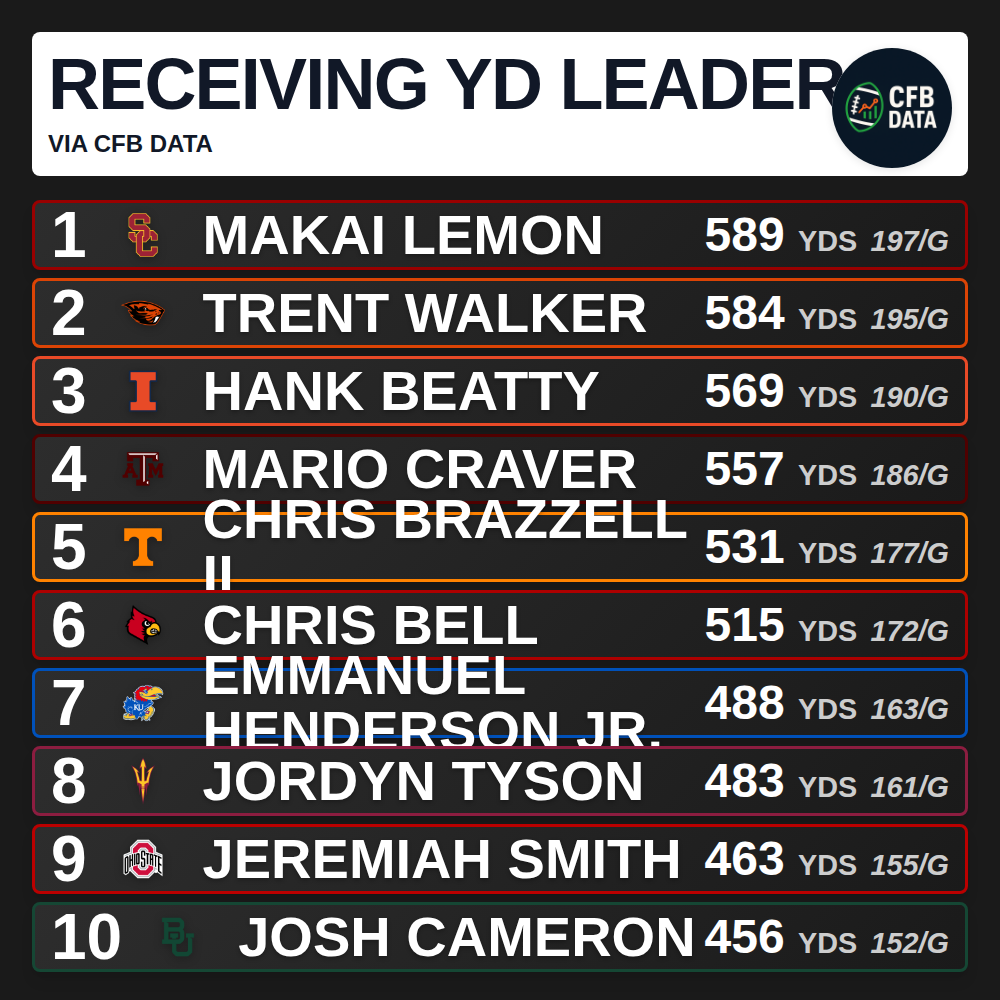 RECEIVING YD LEADER
VIA CFB DATA
CFB
DATA
1 SC MAKAI LEMON 589 YDS 197/G
2 TRENT WALKER 584 YDS 195/G
3 I HANK BEATTY 569 YDS 190/G
4 ATM MARIO CRAVER 557 YDS 186/G
5 T CHRIS BRAZZELL II 531 YDS 177/G
6 CHRIS BELL 515 YDS 172/G
7 KU EMMANUEL HENDERSON JR. 488 YDS 163/G
8 JORDYN TYSON 483 YDS 161/G
9 OHIO STATE JEREMIAH SMITH 463 YDS 155/G
10 BU JOSH CAMERON 456 YDS 152/G